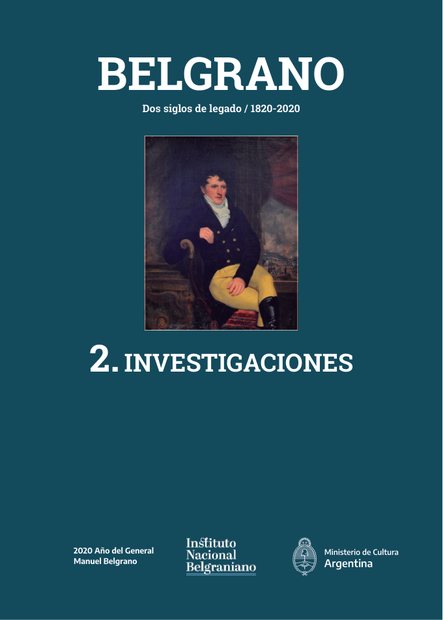 BELGRANO
Dos siglos de legado / 1820-2020
2. INVESTIGACIONES
2020 Año del General
Manuel Belgrano
Instituto
Nacional
Belgraniano
Ministerio de Cultura
Argentina